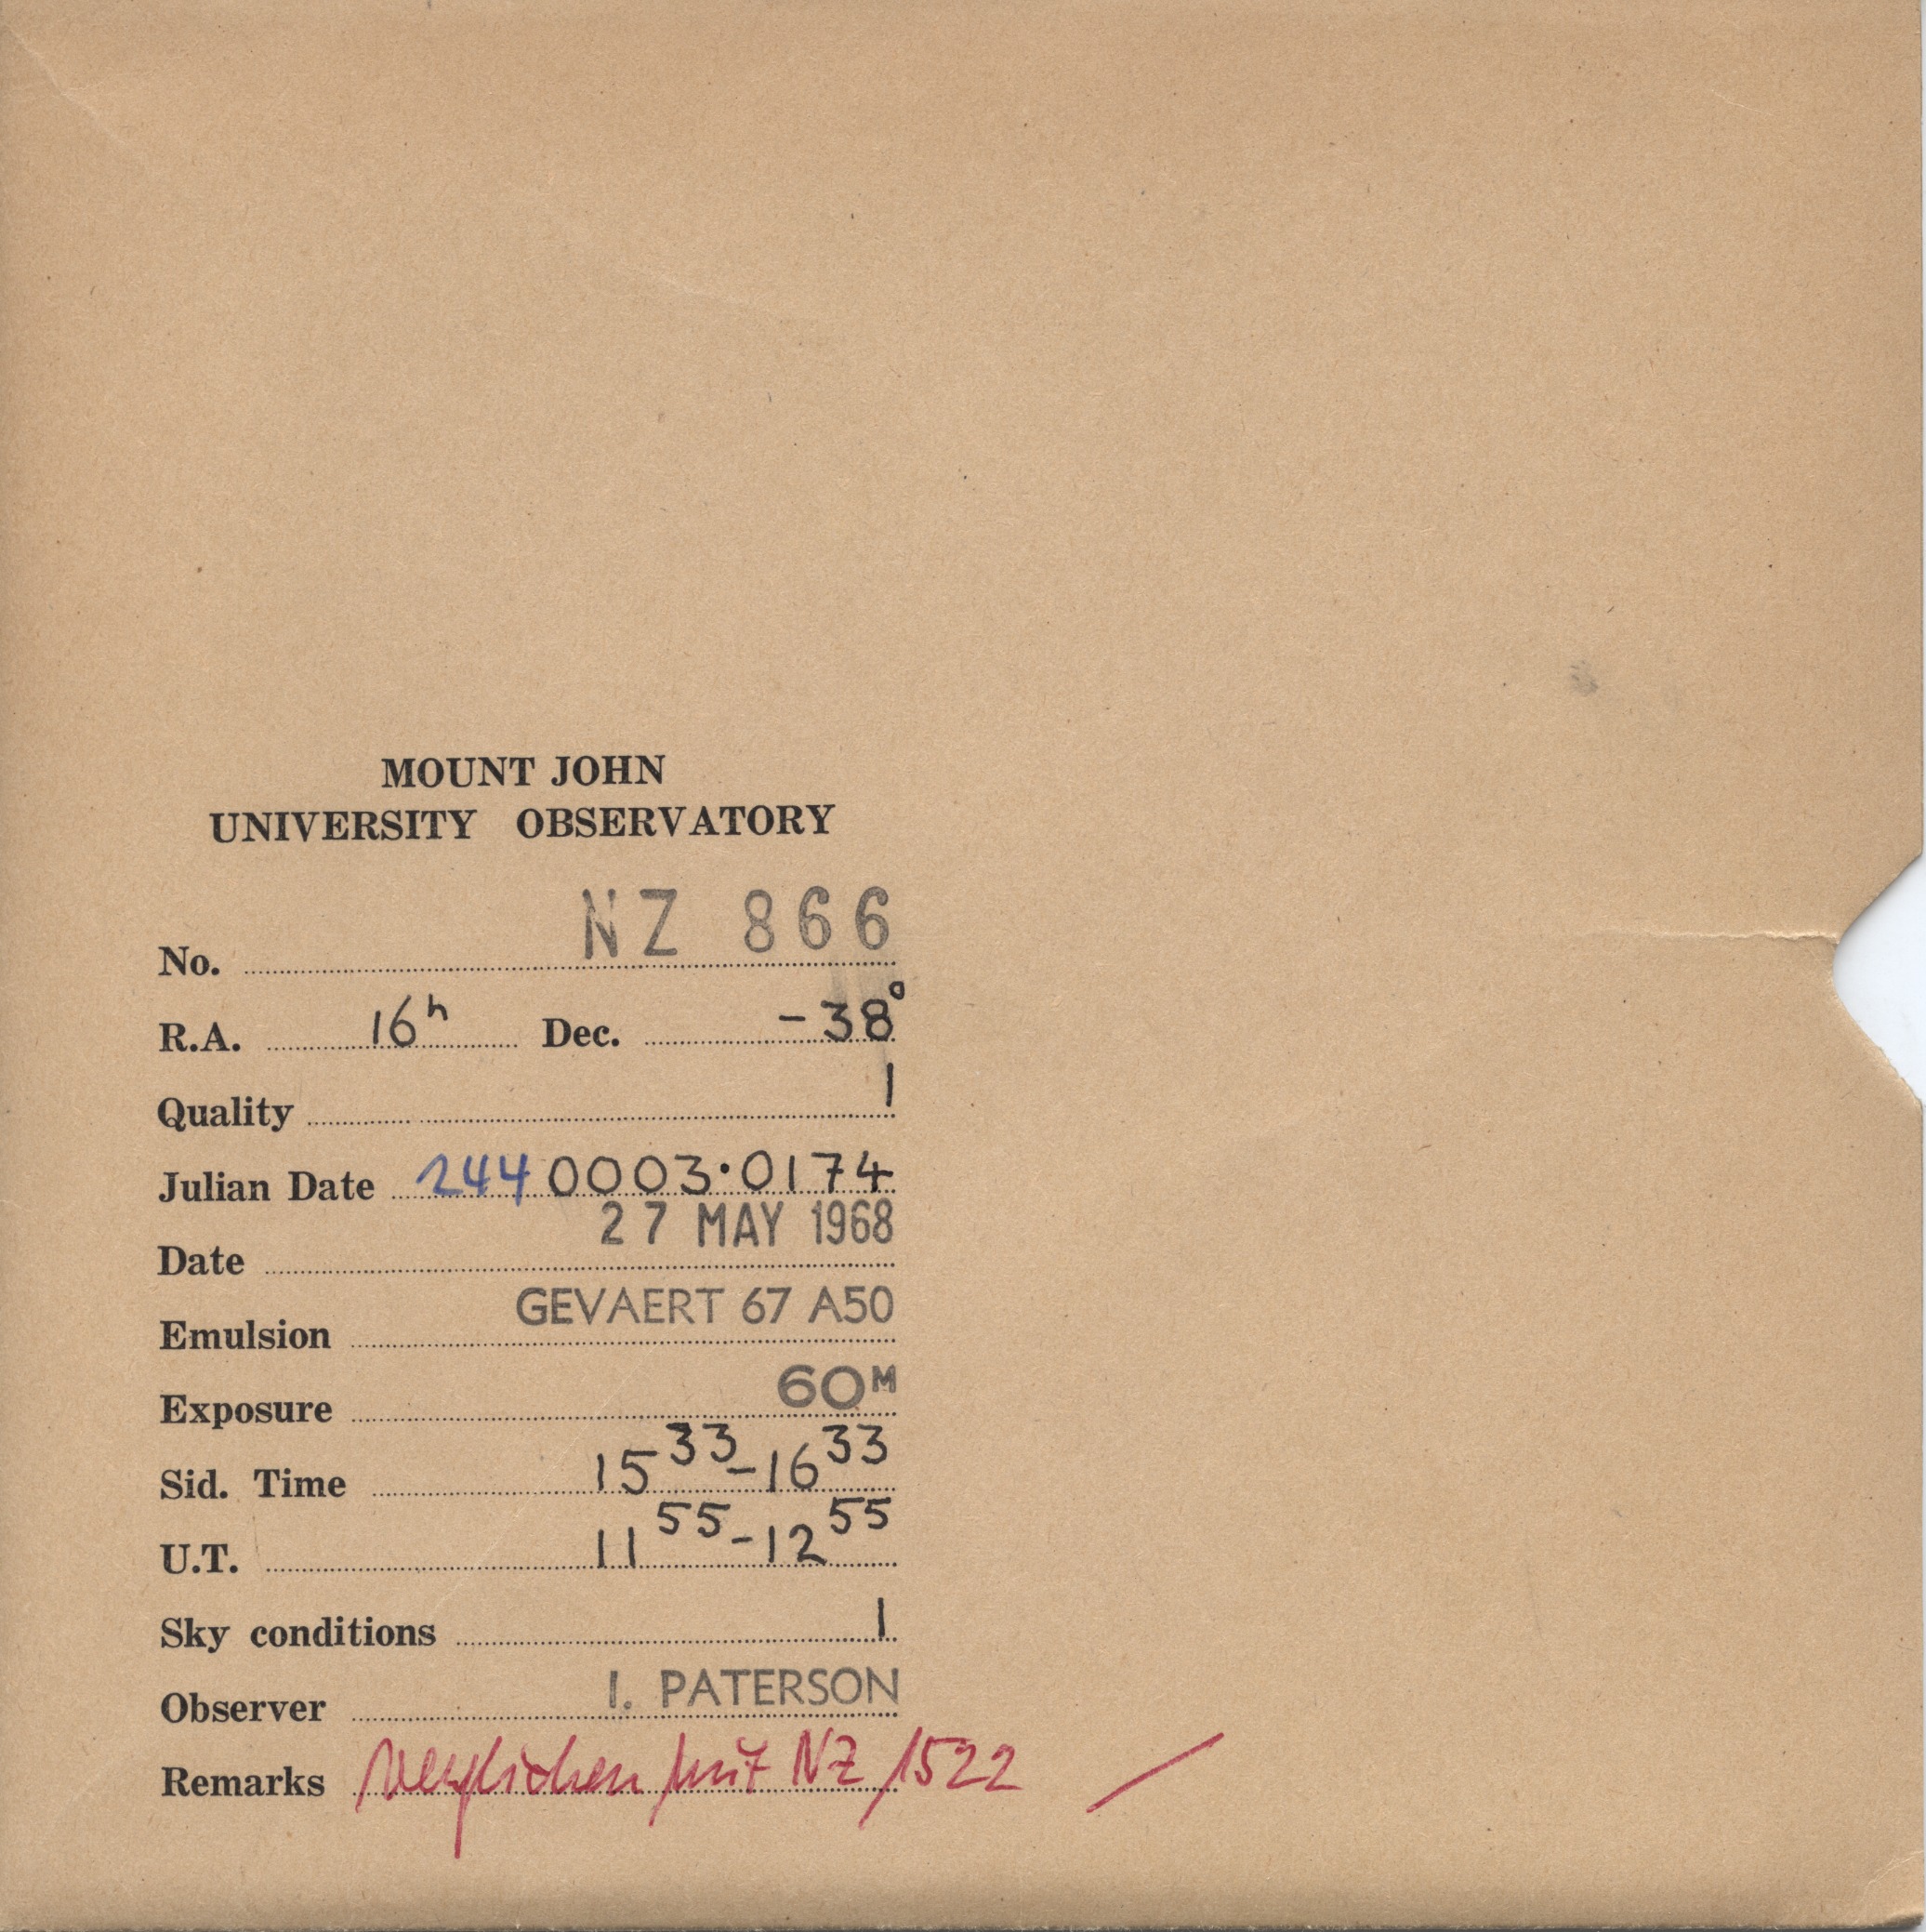 MOUNT JOHN
UNIVERSITY OBSERVATORY
No. NZ 866
R.A. 16h Dec. -38°
Quality 1
Julian Date 2440003.0174
Date 27 MAY 1968
Emulsion GEVAERT 67 A50
Exposure 60M
Sid. Time 15 33 - 16 33
U.T. 11 55 - 12 55
Sky conditions 1
Observer I. PATERSON
Remarks verglichen mit NZ 1522 /